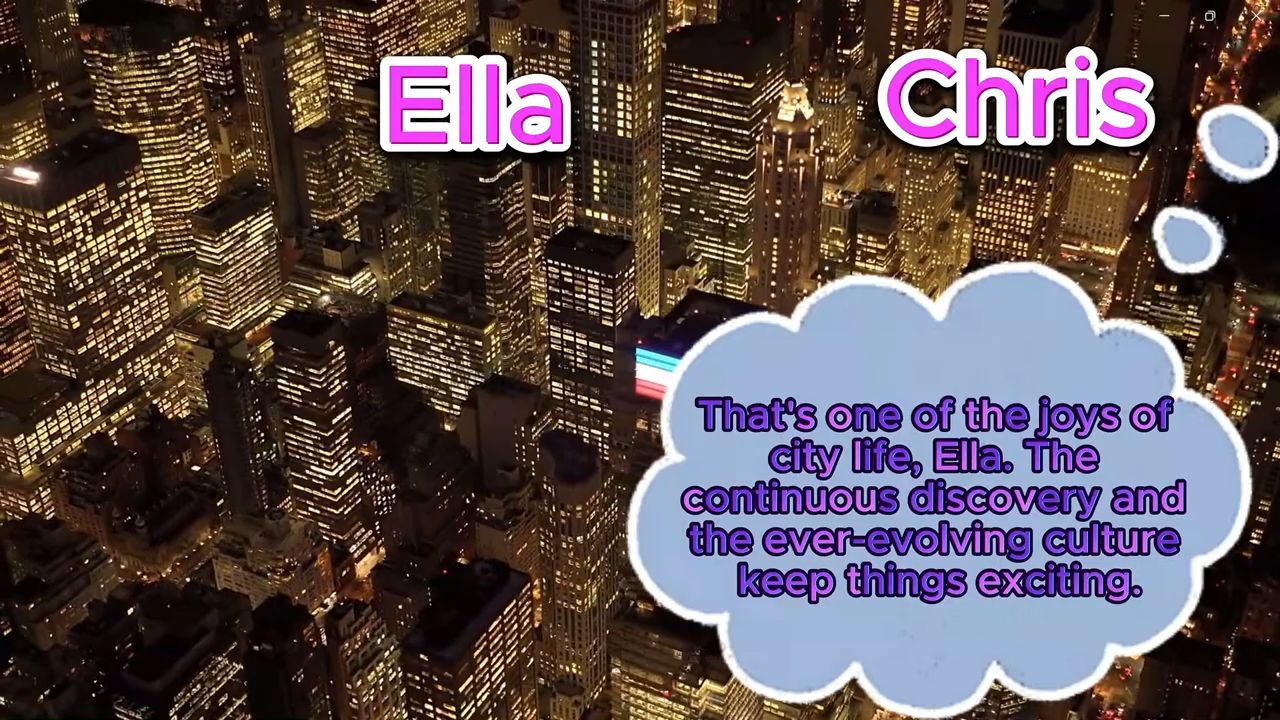 Ella
Chris
That's one of the joys of
city life, Ella. The
continuous discovery and
the ever-evolving culture
keep things exciting.